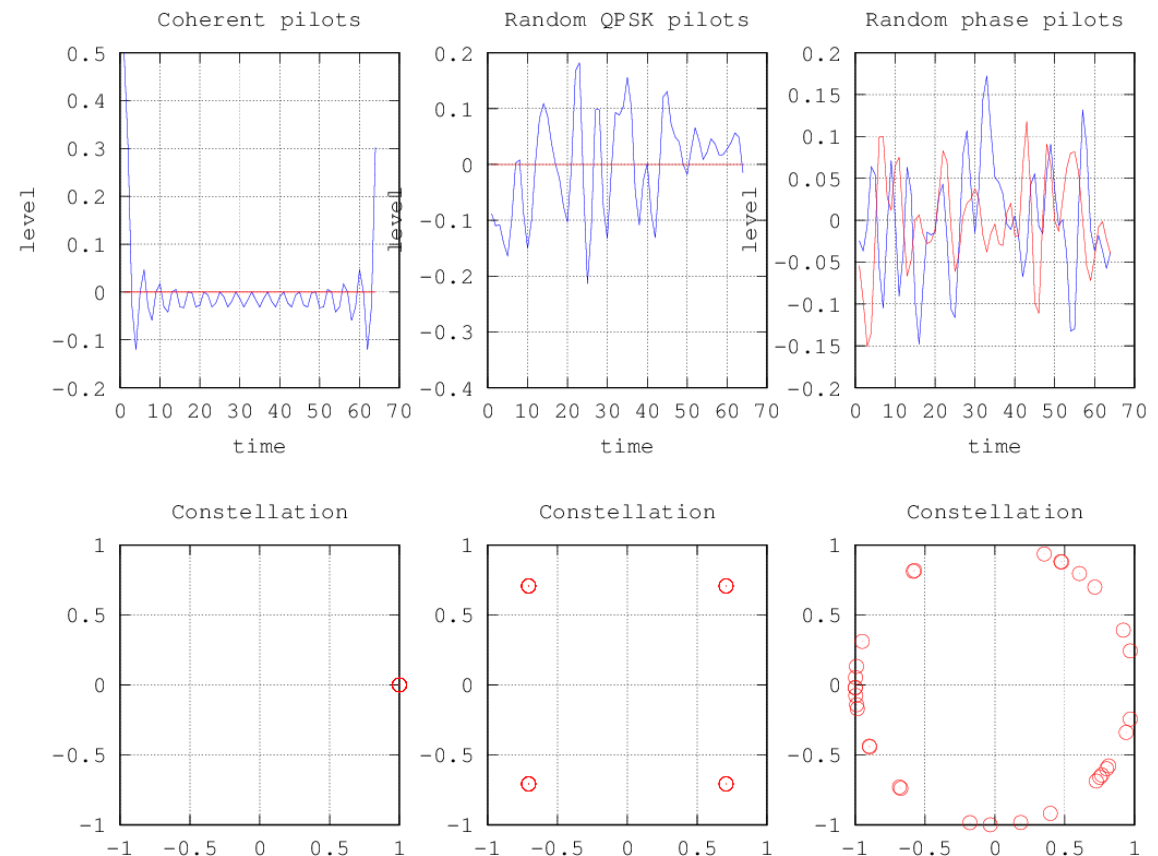 Coherent pilots Random QPSK pilots Random phase pilots
0.5 0.2 0.2
0.4 0.15
0.1
0.3 0.1
0 0.05
0.2
level level -0.1 level 0
0.1
-0.05
0 -0.2
-0.1
-0.1 -0.3
-0.15
-0.2 -0.4 -0.2
0 10 20 30 40 50 60 70 0 10 20 30 40 50 60 70 0 10 20 30 40 50 60 70
time time time
Constellation Constellation Constellation
1 1 1
0.5 0.5 0.5
0 0 0
-0.5 -0.5 -0.5
-1 -1 -1
-1 -0.5 0 0.5 1 -1 -0.5 0 0.5 1 -1 -0.5 0 0.5 1